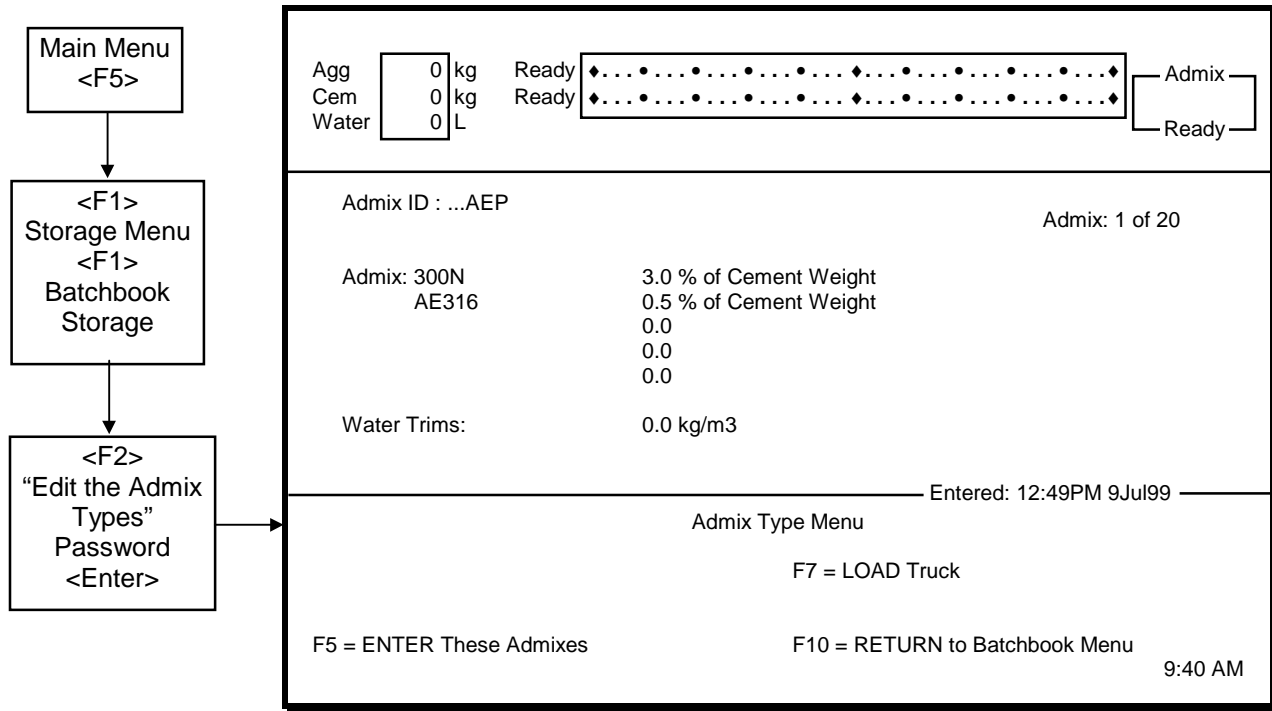 Main Menu
<F5>
<F1>
Storage Menu
<F1>
Batchbook
Storage
<F2>
“Edit the Admix
Types”
Password
<Enter>
Agg 0 kg Ready ♦...•...•...•...•...♦...•...•...•...•...♦
Cem 0 kg Ready ♦...•...•...•...•...♦...•...•...•...•...♦
Water 0 L
Admix
Ready
Admix ID : ...AEP
Admix: 1 of 20
Admix: 300N 3.0 % of Cement Weight
AE316 0.5 % of Cement Weight
0.0
0.0
0.0
Water Trims: 0.0 kg/m3
Entered: 12:49PM 9Jul99
Admix Type Menu
F7 = LOAD Truck
F5 = ENTER These Admixes F10 = RETURN to Batchbook Menu
9:40 AM